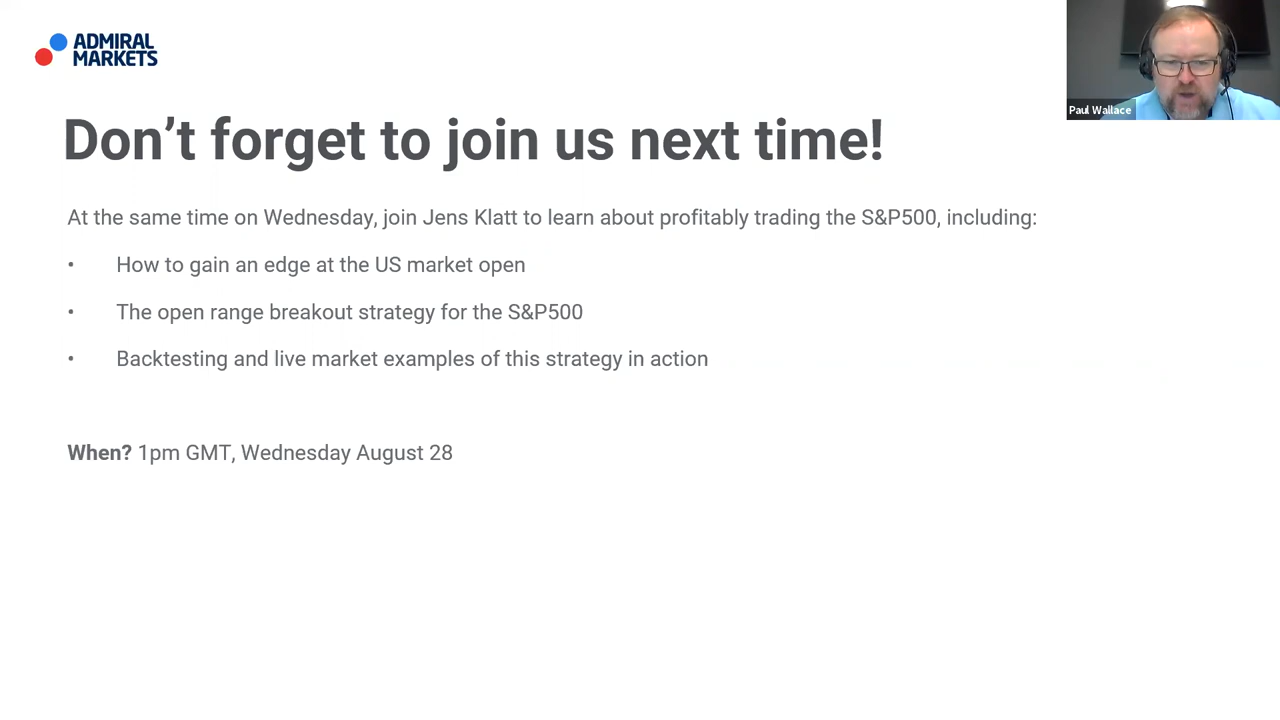 ADMIRAL
MARKETS
Paul Wallace
Don't forget to join us next time!
At the same time on Wednesday, join Jens Klatt to learn about profitably trading the S&P500, including:
• How to gain an edge at the US market open
• The open range breakout strategy for the S&P500
• Backtesting and live market examples of this strategy in action
When? 1pm GMT, Wednesday August 28